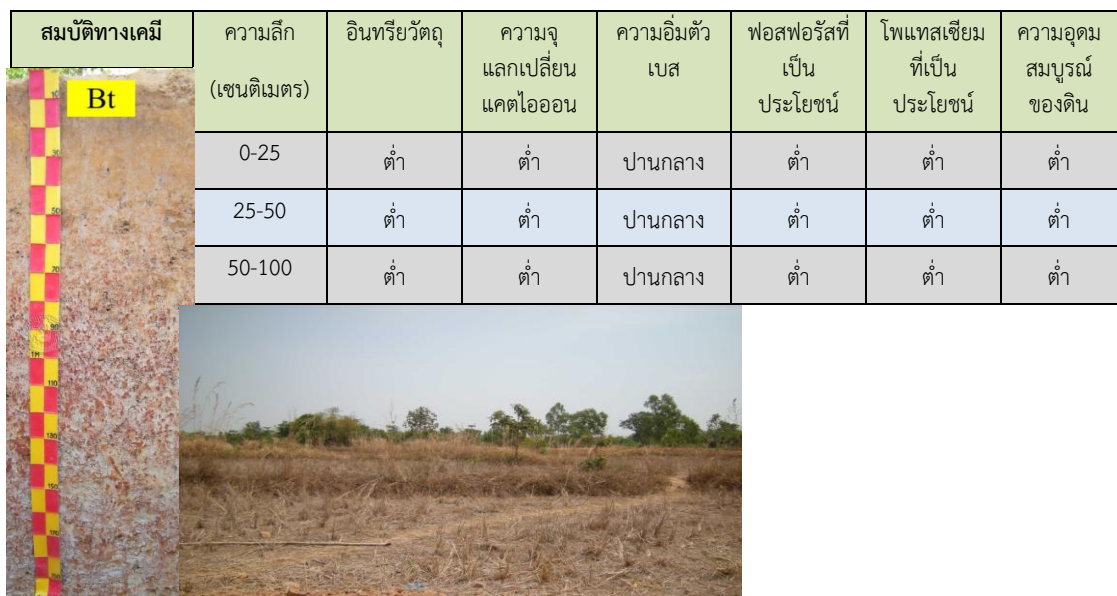 สมบัติทางเคมี ความลึก (เซนติเมตร) อินทรียวัตถุ ความจุ แลกเปลี่ยน แคตไอออน ความอิ่มตัว เบส ฟอสฟอรัสที่ เป็น ประโยชน์ โพแทสเซียม ที่เป็น ประโยชน์ ความอุดม สมบูรณ์ ของดิน
Bt
0-25 ต่ำ ต่ำ ปานกลาง ต่ำ ต่ำ ต่ำ
25-50 ต่ำ ต่ำ ปานกลาง ต่ำ ต่ำ ต่ำ
50-100 ต่ำ ต่ำ ปานกลาง ต่ำ ต่ำ ต่ำ
10
30
50
70
90
1M
110
130
150